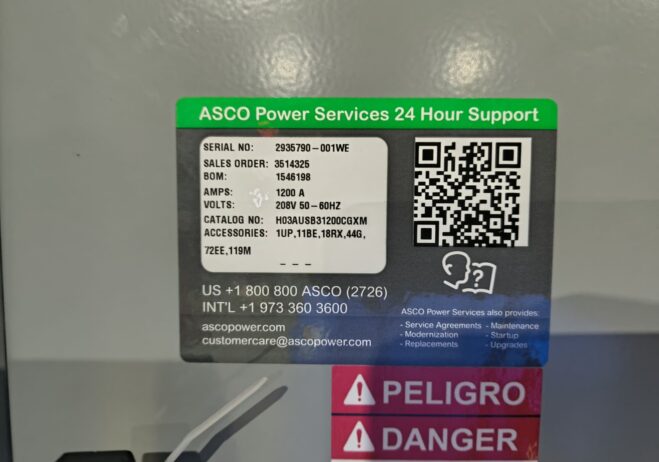 ASCO Power Services 24 Hour Support
SERIAL NO: 2935790-001WE
SALES ORDER: 3514325
BOM: 1546198
AMPS: 1200 A
VOLTS: 208V 50-60HZ
CATALOG NO: H03AUSB31200CGXM
ACCESSORIES: 1UP,11BE,18RX,44G,
72EE,119M
– – –
US +1 800 800 ASCO (2726)
INT'L +1 973 360 3600
ascopower.com
customercare@ascopower.com
?
ASCO Power Services also provides:
- Service Agreements - Maintenance
- Modernization - Startup
- Replacements - Upgrades
PELIGRO
DANGER